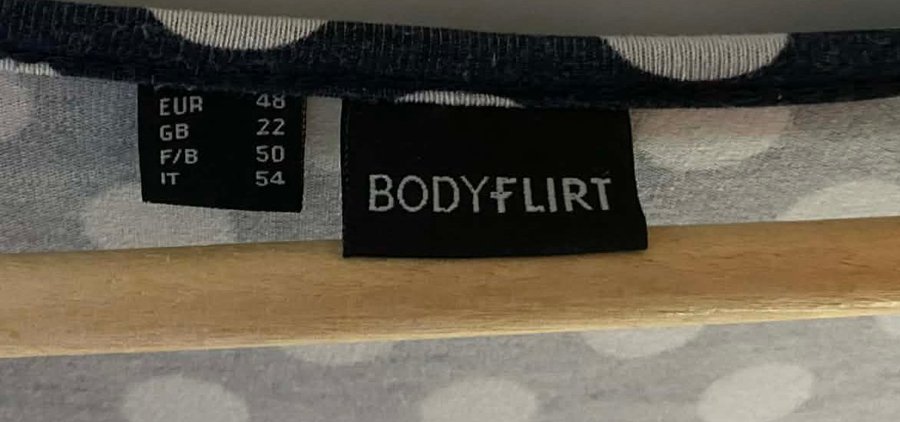 EUR 48
GB 22
F/B 50
IT 54
BODYFLIRT